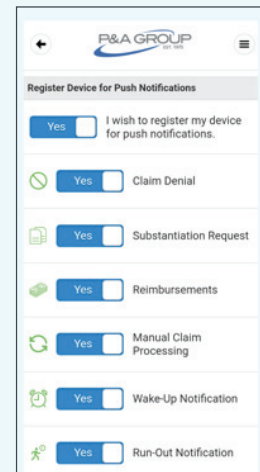 P&A GROUP
EST. 1975
Register Device for Push Notifications
Yes
I wish to register my device
for push notifications.
Yes
Claim Denial
Yes
Substantiation Request
Yes
Reimbursements
Yes
Manual Claim
Processing
Yes
Wake-Up Notification
Yes
Run-Out Notification